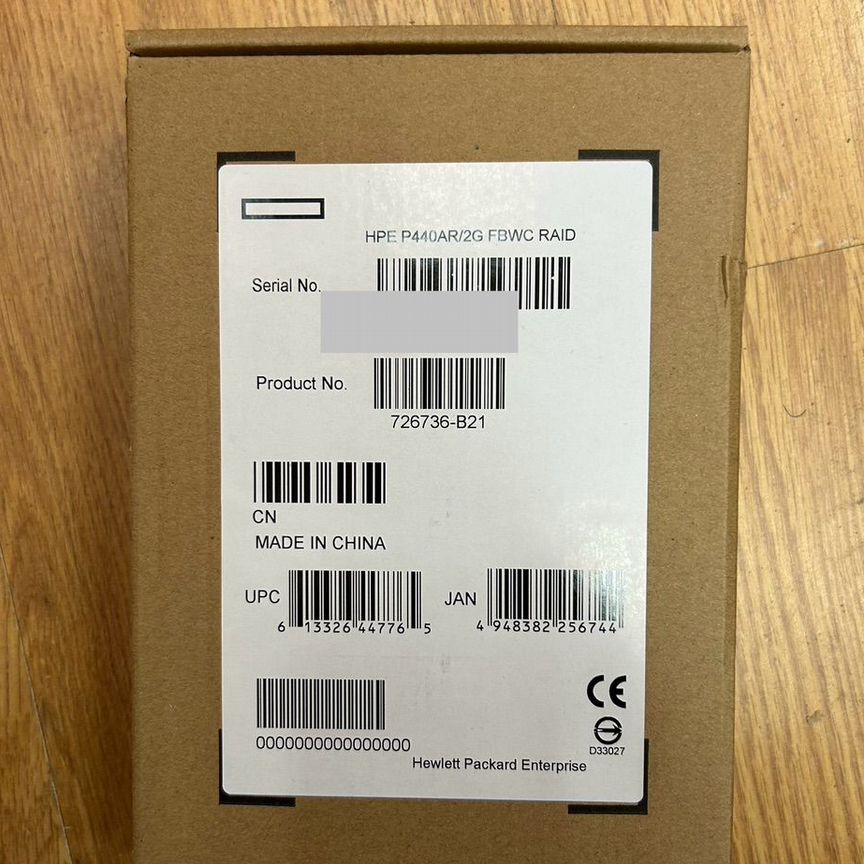 HPE P440AR/2G FBWC RAID
Serial No.
Product No.
726736-B21
CN
MADE IN CHINA
UPC
6 13326 44776 5
JAN
4 948382 256744
0000000000000000
D33027
Hewlett Packard Enterprise